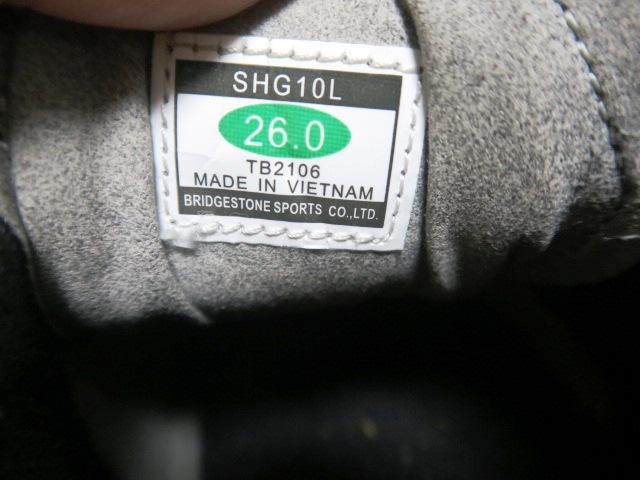 SHG10L
26.0
TB2106
MADE IN VIETNAM
BRIDGESTONE SPORTS CO.,LTD.